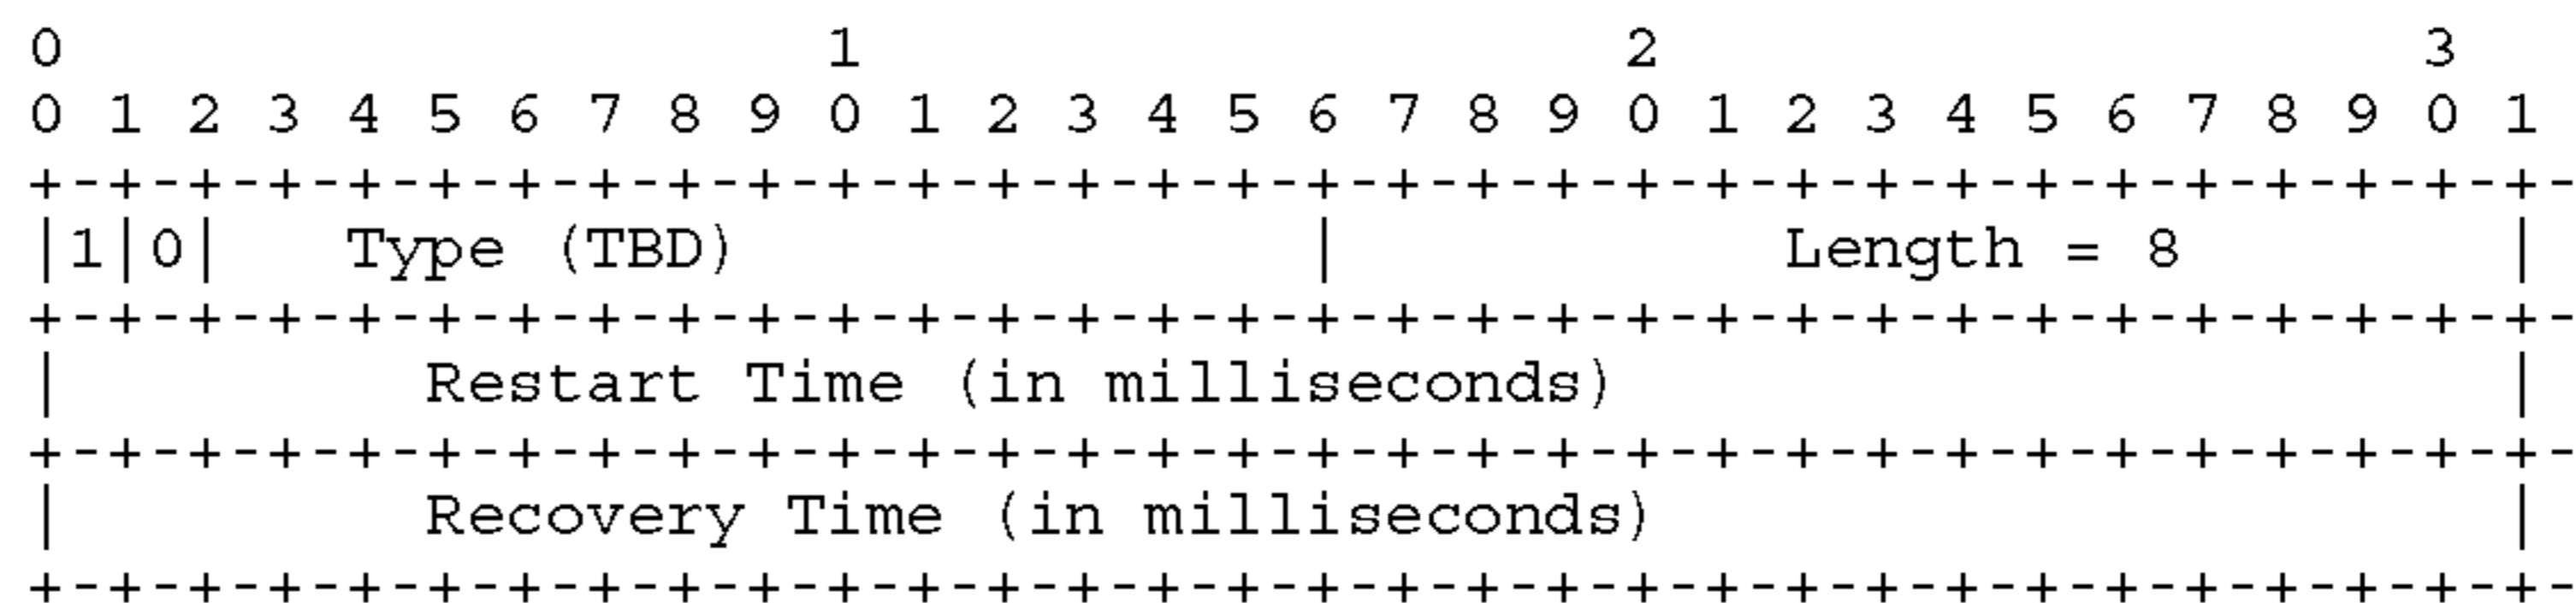 0                   1                   2                   3
0 1 2 3 4 5 6 7 8 9 0 1 2 3 4 5 6 7 8 9 0 1 2 3 4 5 6 7 8 9 0 1
+-+-+-+-+-+-+-+-+-+-+-+-+-+-+-+-+-+-+-+-+-+-+-+-+-+-+-+-+-+-+-+-
|1|0|   Type (TBD)              |           Length = 8        |
+-+-+-+-+-+-+-+-+-+-+-+-+-+-+-+-+-+-+-+-+-+-+-+-+-+-+-+-+-+-+-+-
|         Restart Time (in milliseconds)                      |
+-+-+-+-+-+-+-+-+-+-+-+-+-+-+-+-+-+-+-+-+-+-+-+-+-+-+-+-+-+-+-+-
|         Recovery Time (in milliseconds)                     |
+-+-+-+-+-+-+-+-+-+-+-+-+-+-+-+-+-+-+-+-+-+-+-+-+-+-+-+-+-+-+-+-